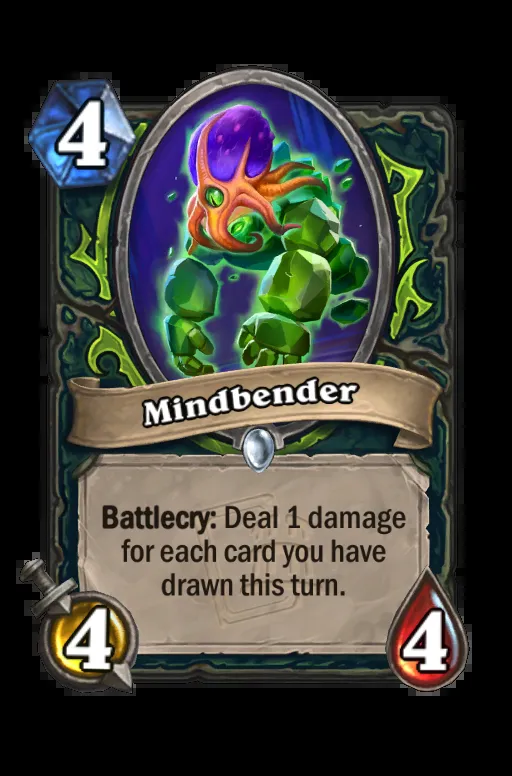 4
Mindbender
Battlecry: Deal 1 damage
for each card you have
drawn this turn.
4
4